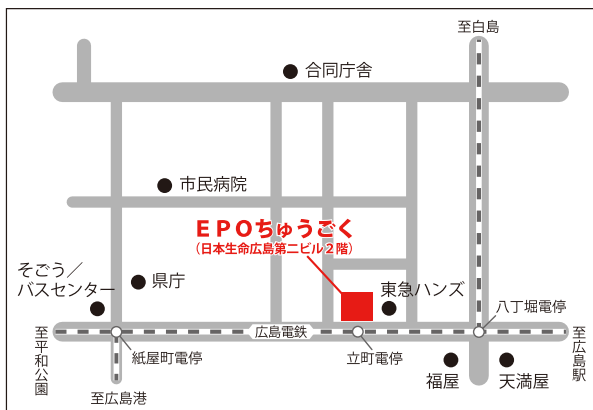 至白島
合同庁舎
市民病院
EPOちゅうごく
（日本生命広島第二ビル２階）
そごう／
バスセンター
県庁
東急ハンズ
八丁堀電停
至平和公園
広島電鉄
至広島駅
紙屋町電停
立町電停
福屋
天満屋
至広島港